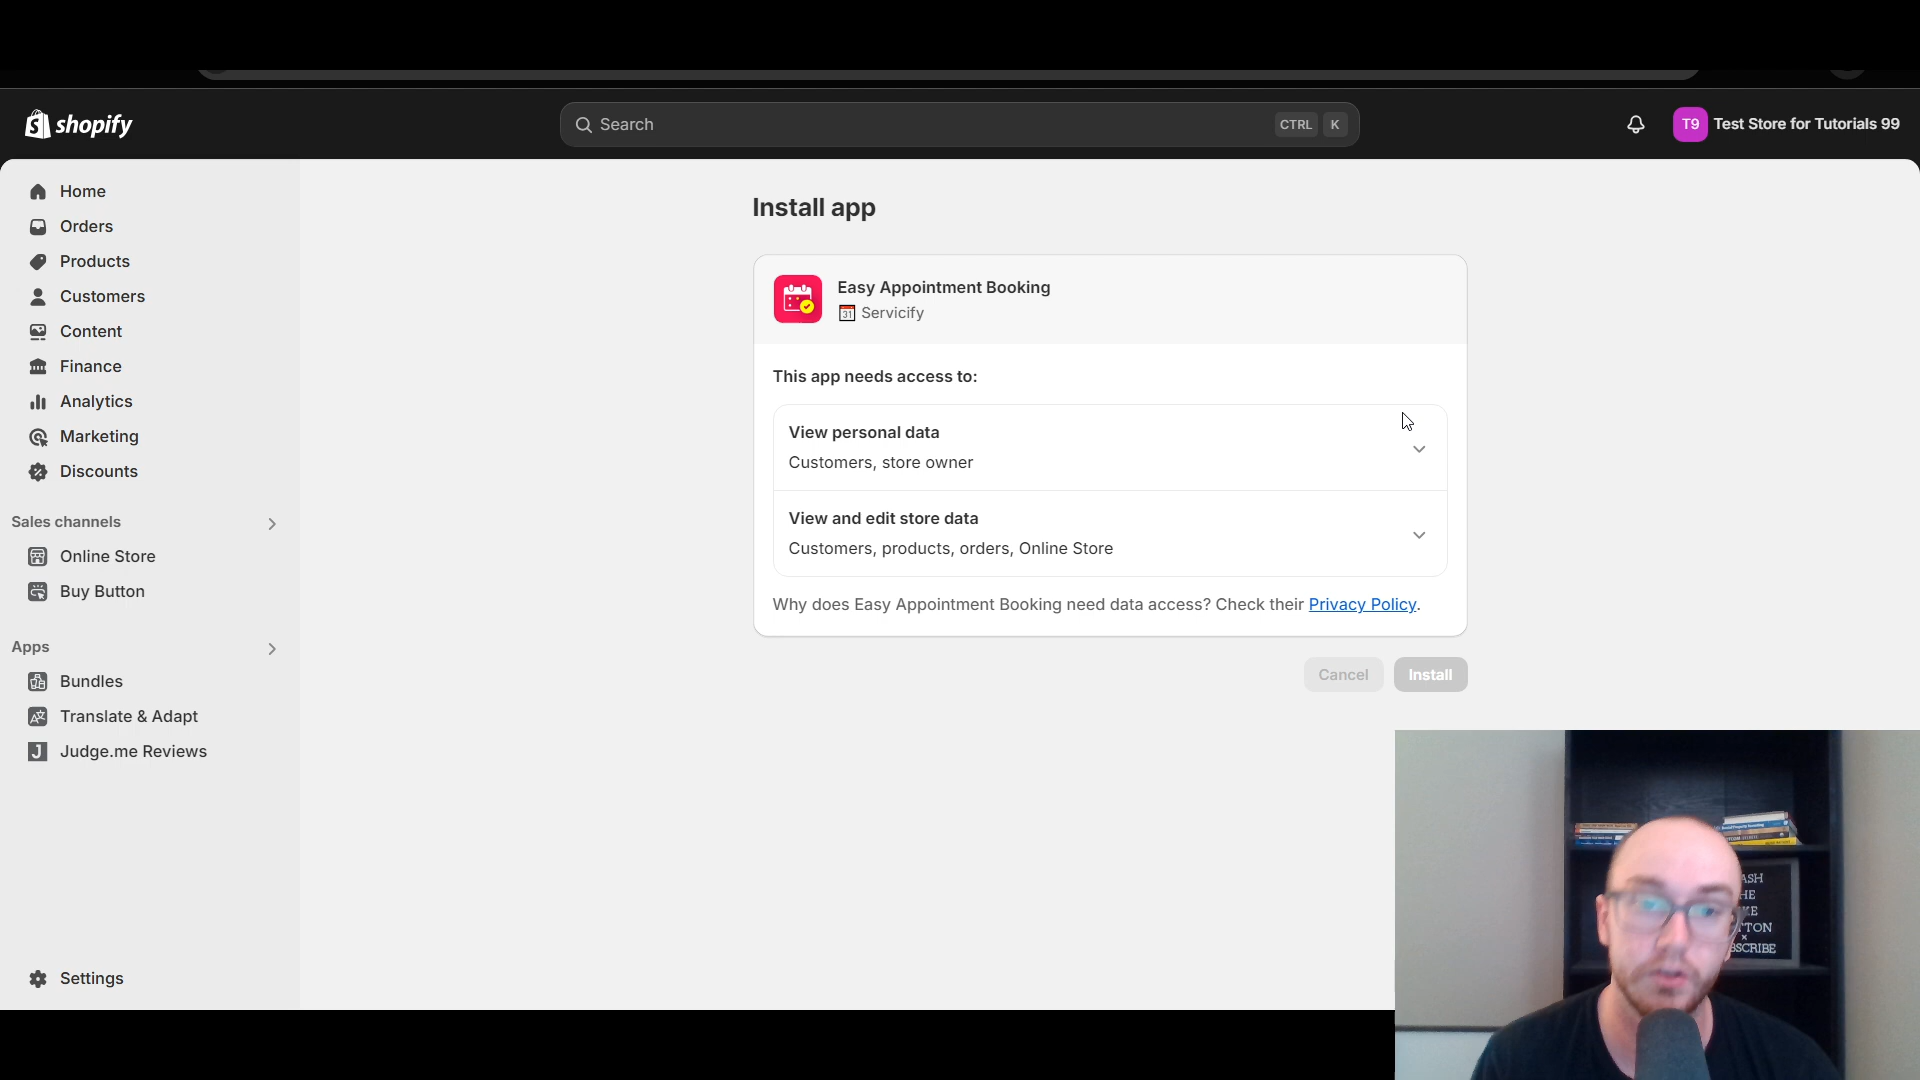 shopify
Search
CTRL K
T9 Test Store for Tutorials 99
Home
Orders
Products
Customers
Content
Finance
Analytics
Marketing
Discounts
Sales channels
Online Store
Buy Button
Apps
Bundles
Translate & Adapt
Judge.me Reviews
Settings
Install app
Easy Appointment Booking
Servicify
This app needs access to:
View personal data
Customers, store owner
View and edit store data
Customers, products, orders, Online Store
Why does Easy Appointment Booking need data access? Check their Privacy Policy.
Cancel
Install